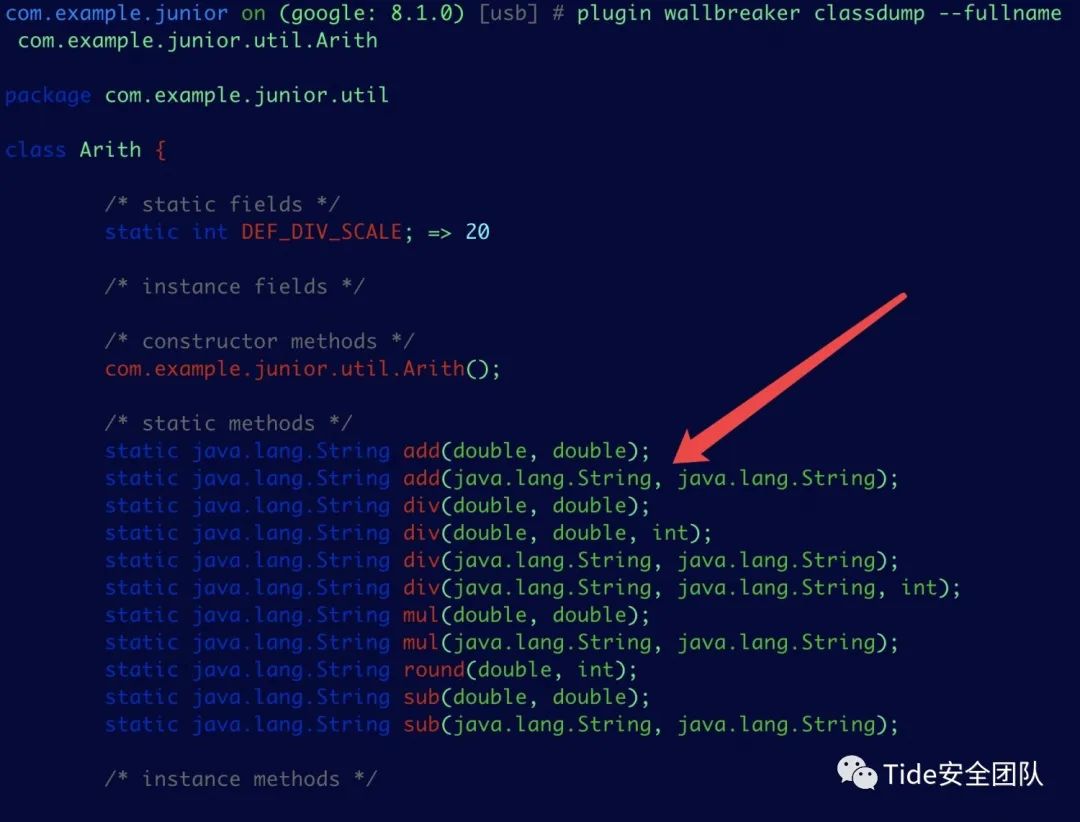 com.example.junior on (google: 8.1.0) [usb] # plugin wallbreaker classdump --fullname
com.example.junior.util.Arith
package com.example.junior.util
class Arith {
/* static fields */
static int DEF_DIV_SCALE; => 20
/* instance fields */
/* constructor methods */
com.example.junior.util.Arith();
/* static methods */
static java.lang.String add(double, double);
static java.lang.String add(java.lang.String, java.lang.String);
static java.lang.String div(double, double);
static java.lang.String div(double, double, int);
static java.lang.String div(java.lang.String, java.lang.String);
static java.lang.String div(java.lang.String, java.lang.String, int);
static java.lang.String mul(double, double);
static java.lang.String mul(java.lang.String, java.lang.String);
static java.lang.String round(double, int);
static java.lang.String sub(double, double);
static java.lang.String sub(java.lang.String, java.lang.String);
/* instance methods */
Tide安全团队